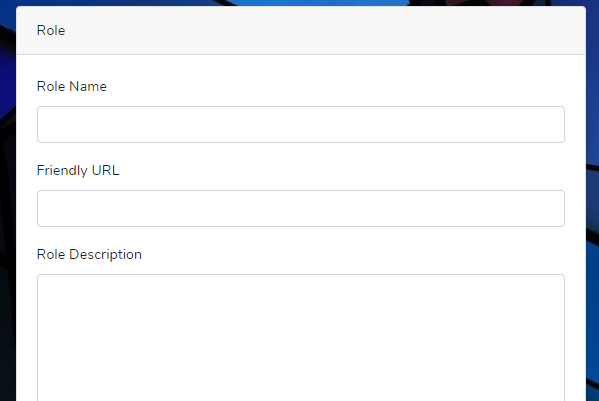 Role
Role Name
Friendly URL
Role Description